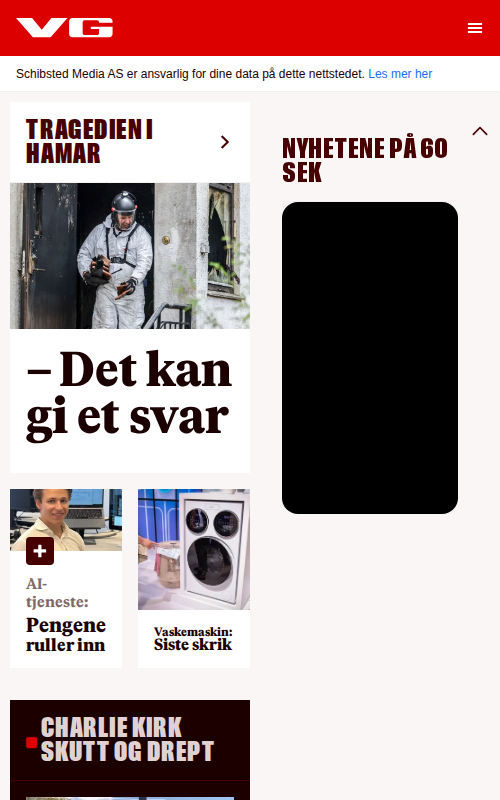 VG
Schibsted Media AS er ansvarlig for dine data på dette nettstedet. Les mer her
TRAGEDIEN I
HAMAR
– Det kan
gi et svar
AI-
tjeneste:
Pengene
ruller inn
Vaskemaskin:
Siste skrik
CHARLIE KIRK
SKUTT OG DREPT
NYHETENE PÅ 60
SEK